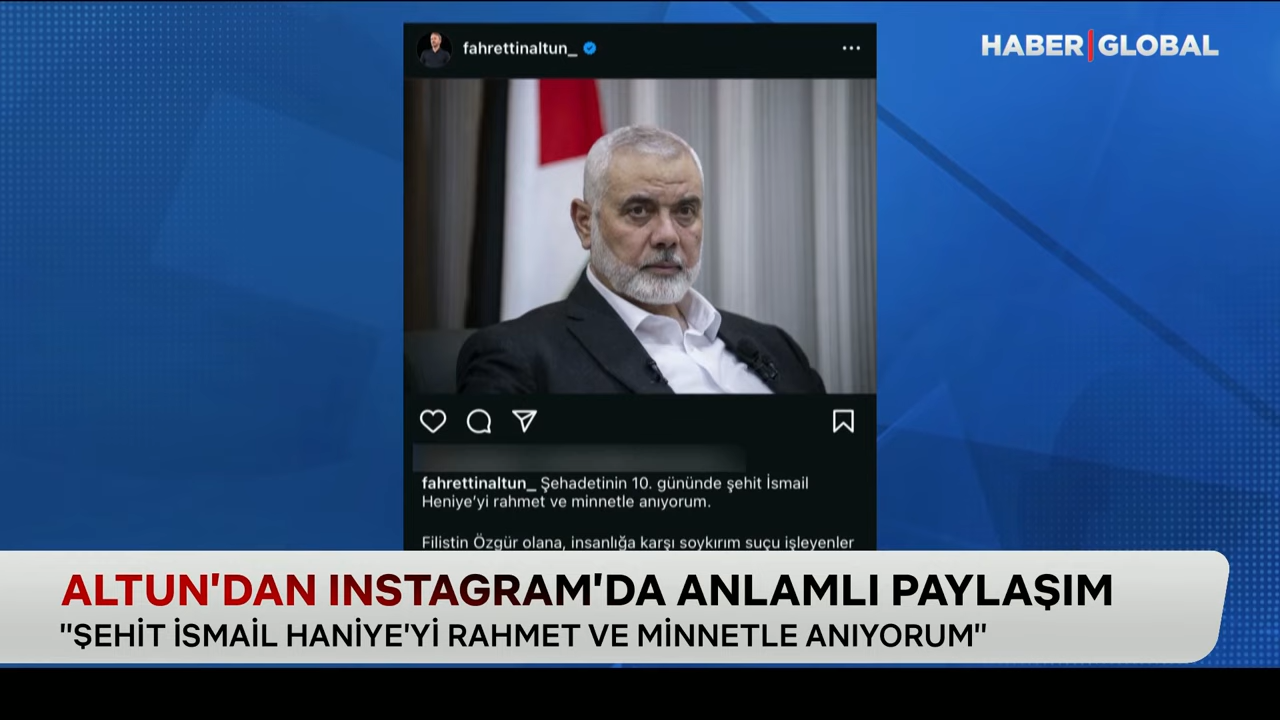 fahrettinaltun_
HABER|GLOBAL
fahrettinaltun_ Şehadetinin 10. gününde şehit İsmail
Heniye'yi rahmet ve minnetle anıyorum.
Filistin Özgür olana, insanlığa karşı soykırım suçu işleyenler
ALTUN'DAN INSTAGRAM'DA ANLAMLI PAYLAŞIM
"ŞEHİT İSMAİL HANİYE'Yİ RAHMET VE MİNNETLE ANIYORUM"